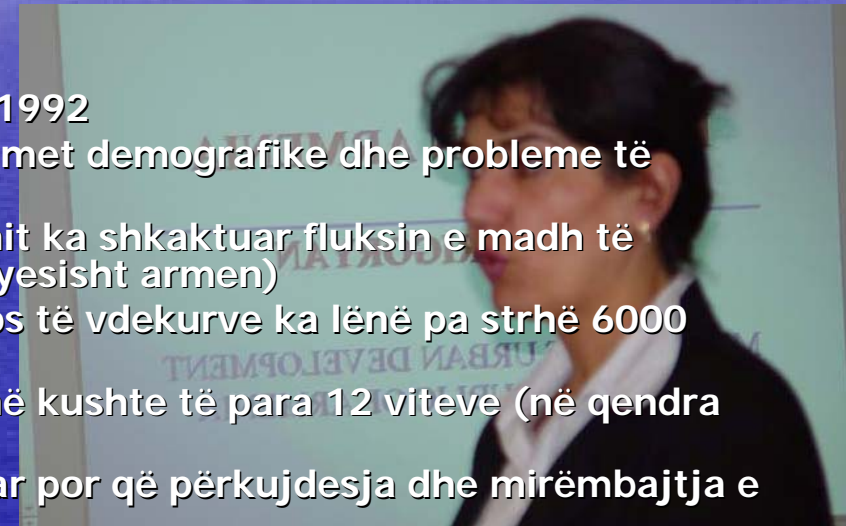 1992
met demografike dhe probleme të
ARMENIA
ka shkaktuar fluksin e madh të
yesisht armen)
os të vdekurve ka lënë pa strhë 6000
URBAN DEVELOPMENT
kushte të para 12 viteve (në qendra
ar por që përkujdesja dhe mirëmbajtja e